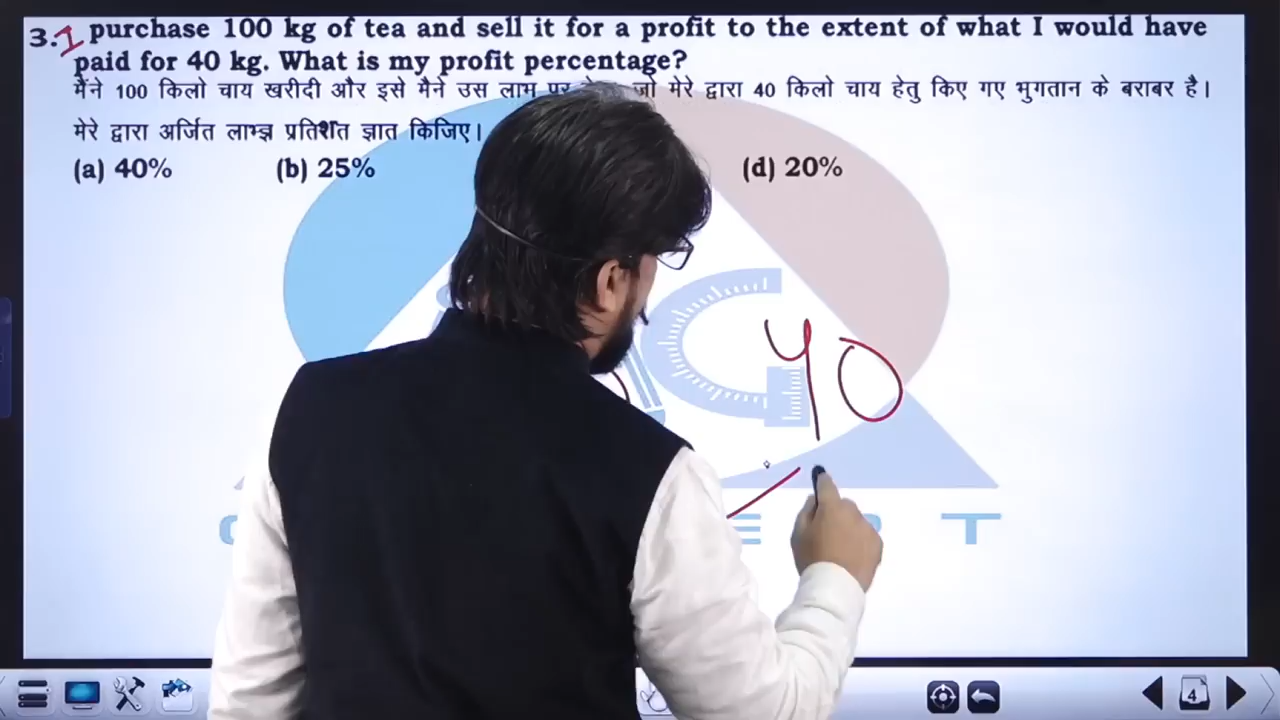 3. I purchase 100 kg of tea and sell it for a profit to the extent of what I would have
paid for 40 kg. What is my profit percentage?
मैंने 100 किलो चाय खरीदी और इसे मैंने उस लाभ पर जो मेरे द्वारा 40 किलो चाय हेतु किए गए भुगतान के बराबर है।
मेरे द्वारा अर्जित लाभ्ज्ञ प्रतिशत ज्ञात किजिए।
(a) 40% (b) 25% (d) 20%
40
E T
4